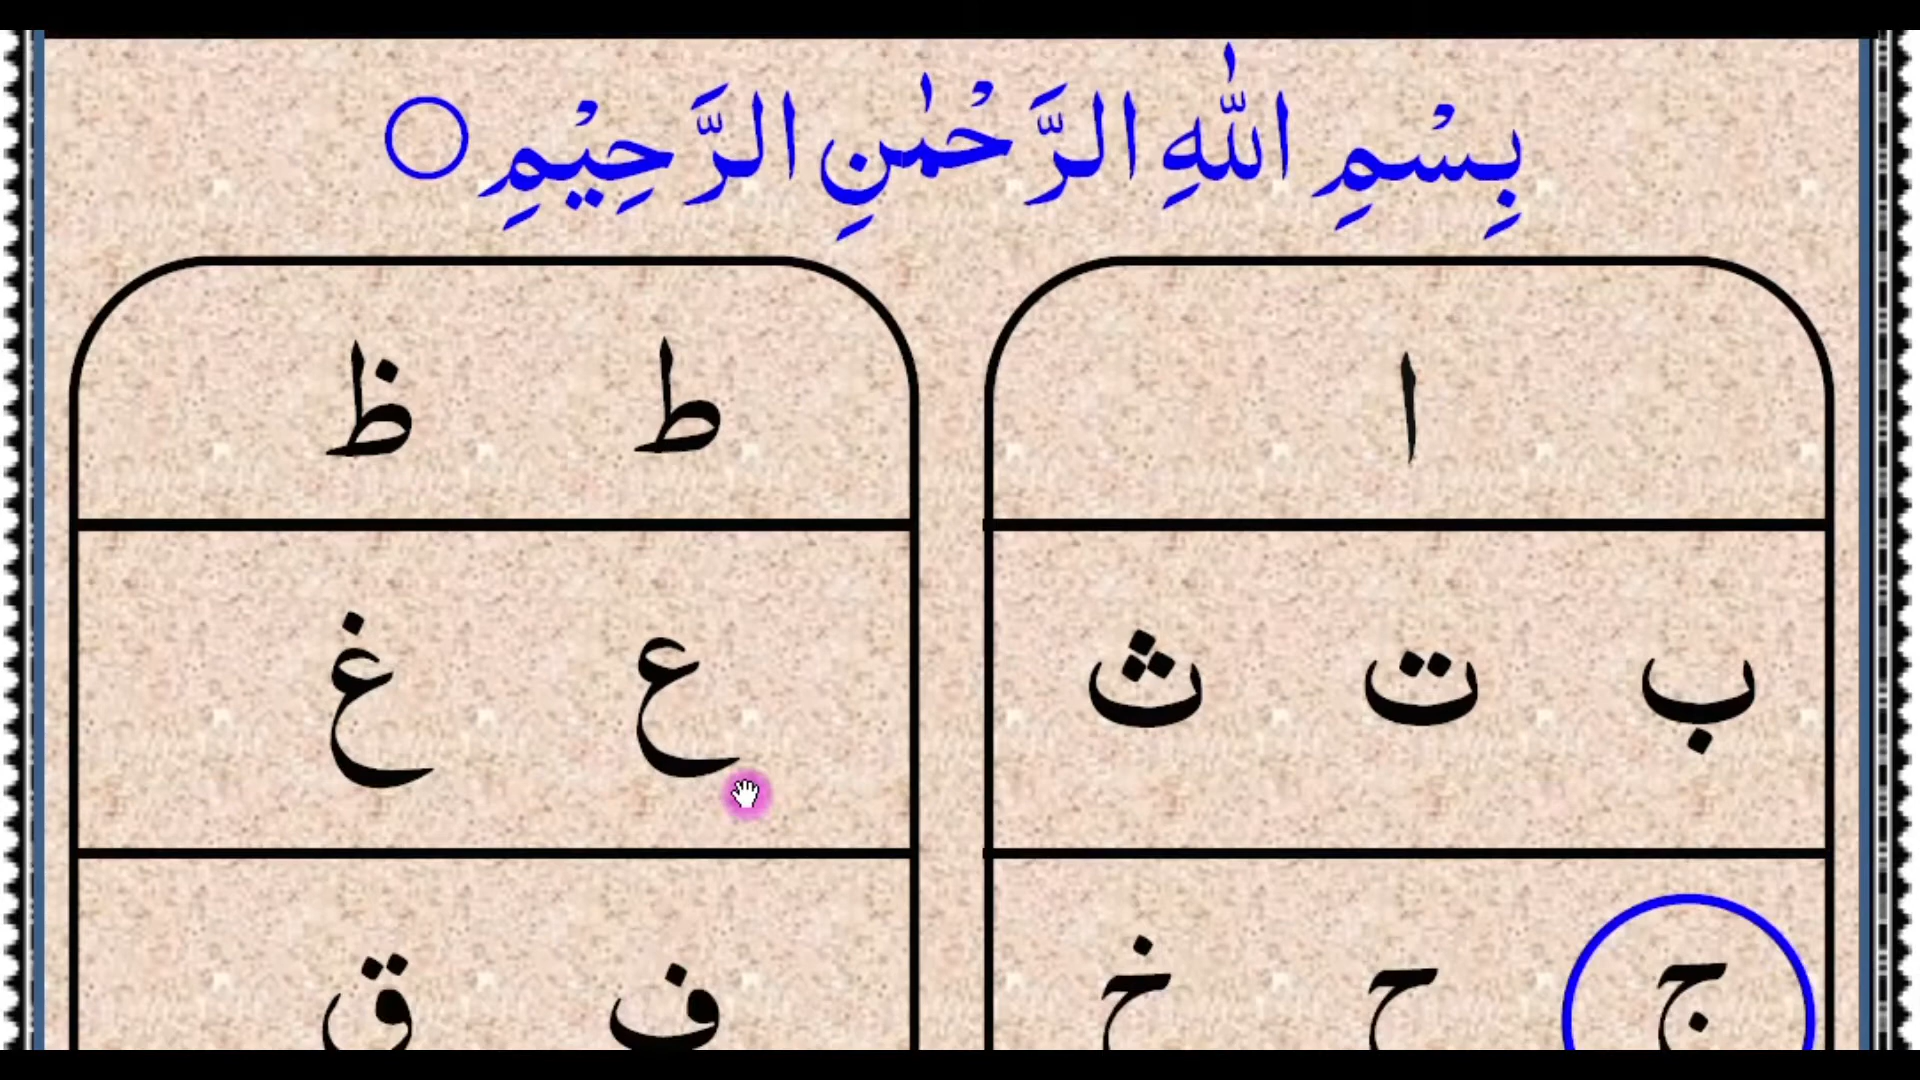 بِسْمِ اللّٰهِ الرَّحْمٰنِ الرَّحِيْمِ ○
ا
ب ت ث
ج ح خ
ط ظ
ع غ
ف ق